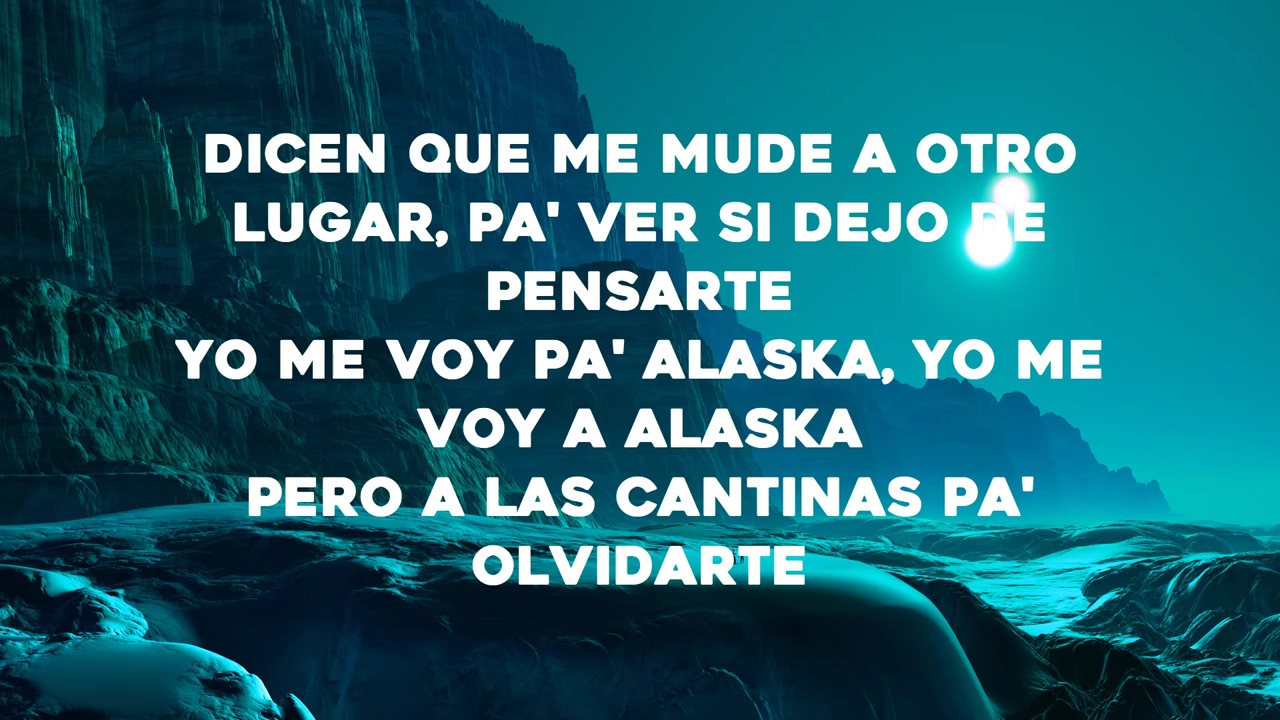 DICEN QUE ME MUDE A OTRO
LUGAR, PA' VER SI DEJO DE
PENSARTE
YO ME VOY PA' ALASKA, YO ME
VOY A ALASKA
PERO A LAS CANTINAS PA'
OLVIDARTE